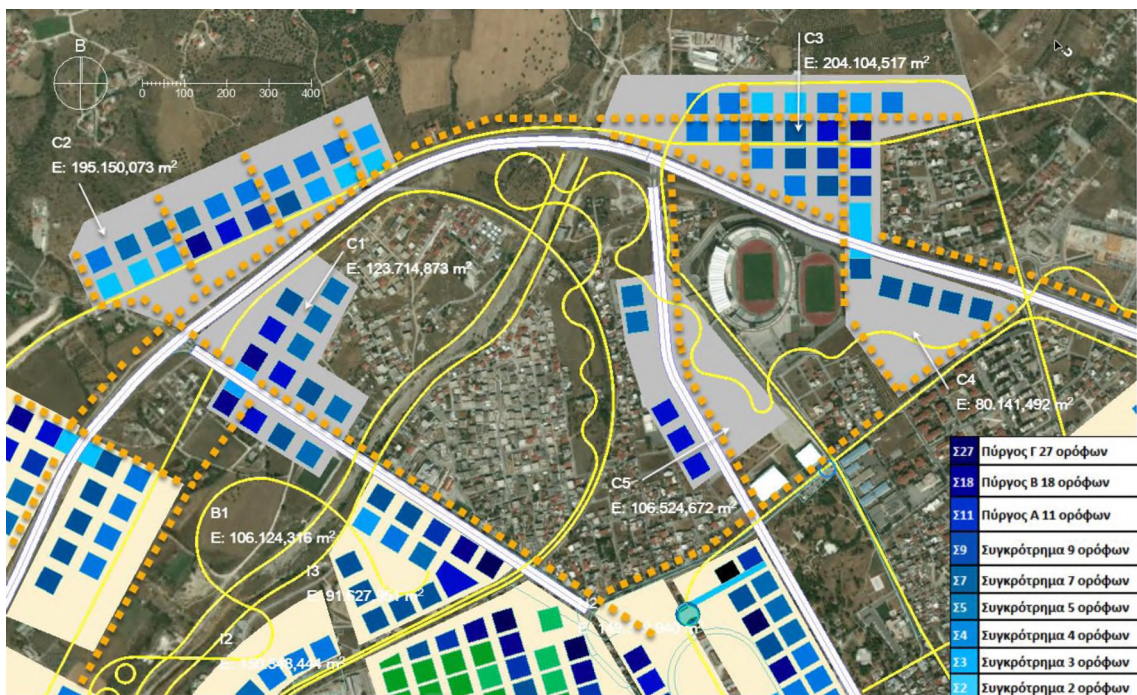 B
0 100 200 300 400
C3
E: 204.104,517 m²
C2
E: 195.150,073 m²
C1
E: 123.714,873 m²
C4
E: 80.141,492 m²
C5
E: 106.524,672 m²
B1
E: 106.124,316 m²
I3
I2
Σ27 Πύργος Γ 27 ορόφων
Σ18 Πύργος Β 18 ορόφων
Σ11 Πύργος Α 11 ορόφων
Σ9 Συγκρότημα 9 ορόφων
Σ7 Συγκρότημα 7 ορόφων
Σ5 Συγκρότημα 5 ορόφων
Σ4 Συγκρότημα 4 ορόφων
Σ3 Συγκρότημα 3 ορόφων
Σ2 Συγκρότημα 2 ορόφων